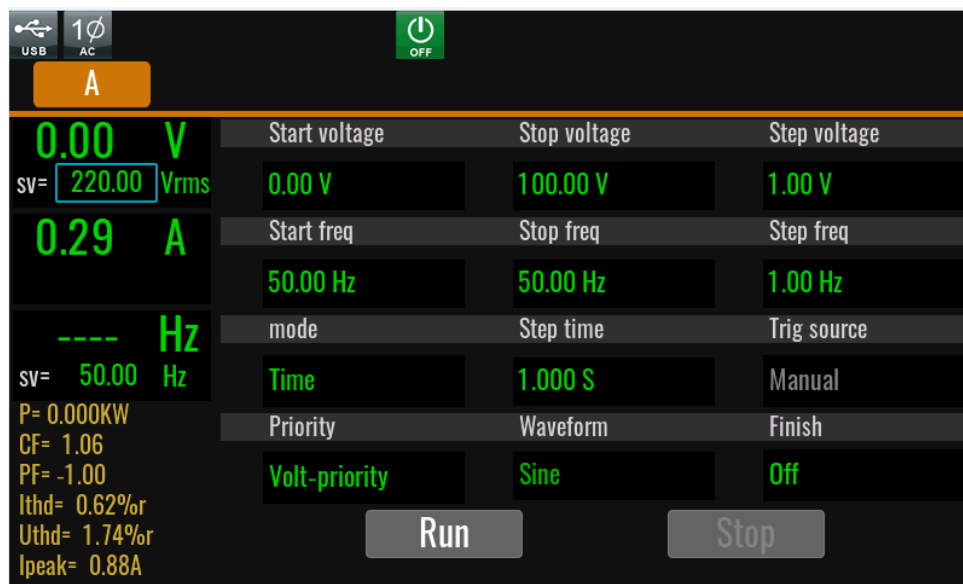 USB
1Ø
AC
OFF
A
0.00 V
sv= 220.00 Vrms
0.29 A
---- Hz
sv= 50.00 Hz
P= 0.000KW
CF= 1.06
PF= -1.00
Ithd= 0.62%r
Uthd= 1.74%r
Ipeak= 0.88A
Start voltage Stop voltage Step voltage
0.00 V 100.00 V 1.00 V
Start freq Stop freq Step freq
50.00 Hz 50.00 Hz 1.00 Hz
mode Step time Trig source
Time 1.000 S Manual
Priority Waveform Finish
Volt-priority Sine Off
Run Stop